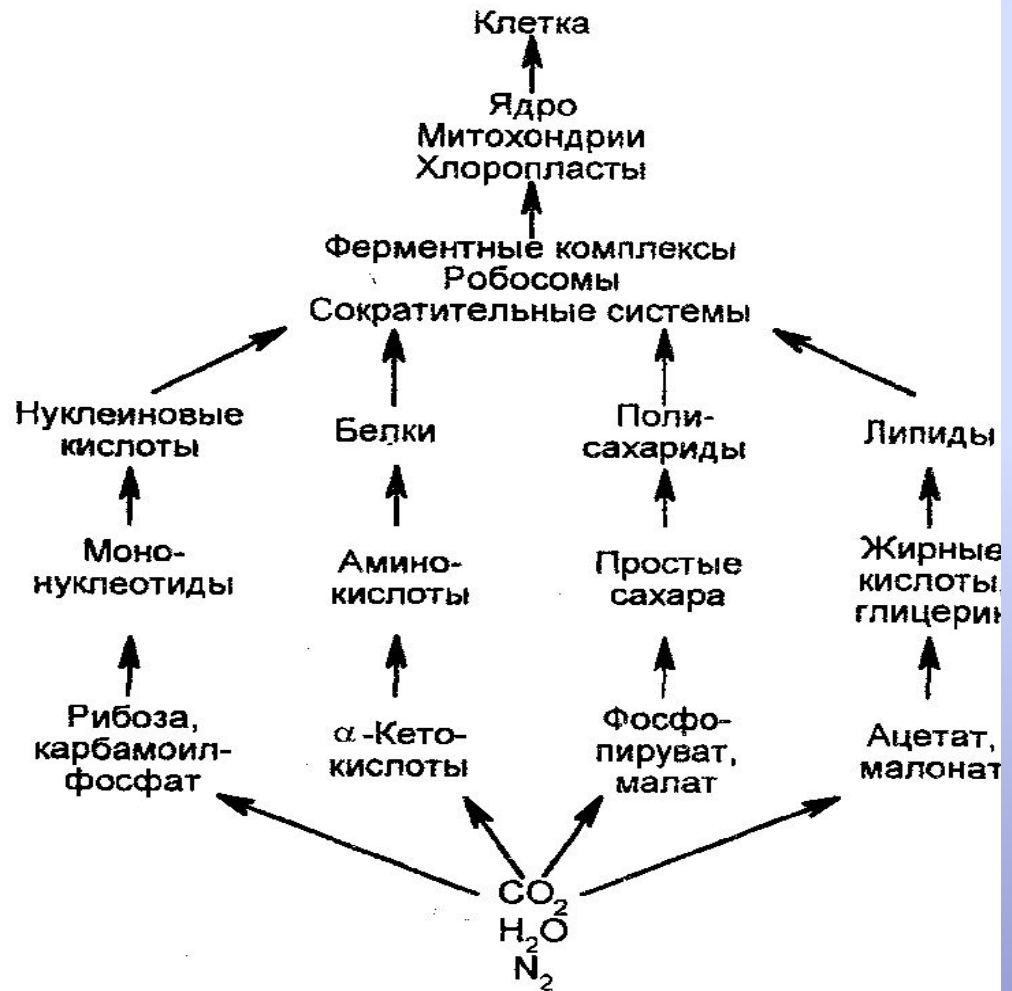 Клетка
Ядро
Митохондрии
Хлоропласты
Ферментные комплексы
Робосомы
Сократительные системы
Нуклеиновые
кислоты
Белки
Поли-
сахариды
Липиды
Моно-
нуклеотиды
Амино-
кислоты
Простые
сахара
Жирные
кислоты,
глицерин
Рибоза,
карбамоил-
фосфат
α-Кето-
кислоты
Фосфо-
пируват,
малат
Ацетат,
малонат
CO₂
H₂O
N₂